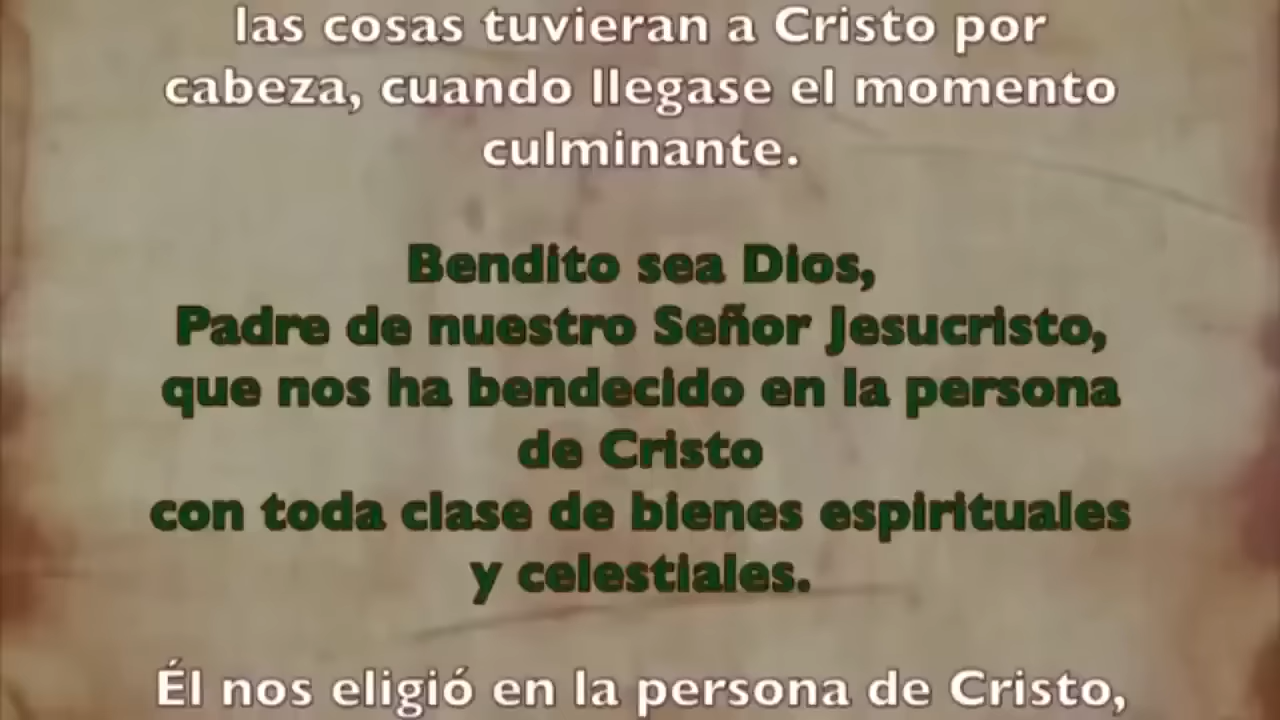 las cosas tuvieran a Cristo por
cabeza, cuando llegase el momento
culminante.
Bendito sea Dios,
Padre de nuestro Señor Jesucristo,
que nos ha bendecido en la persona
de Cristo
con toda clase de bienes espirituales
y celestiales.
Él nos eligió en la persona de Cristo,